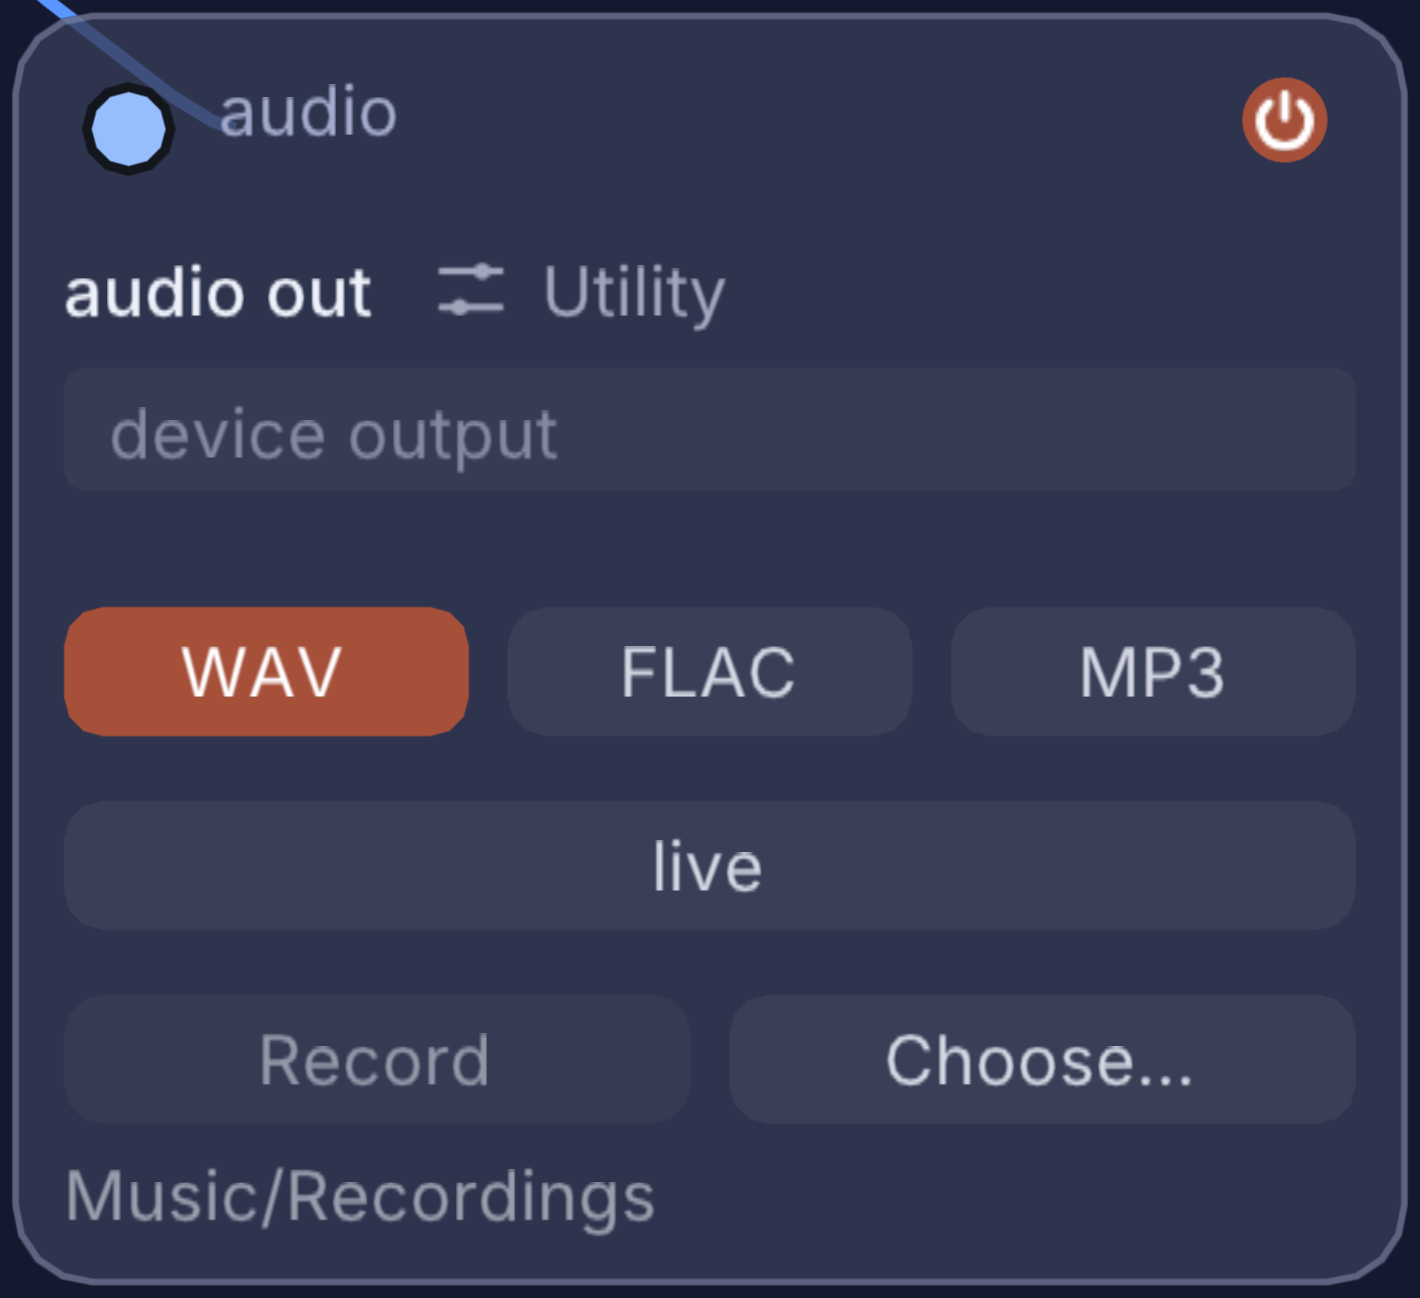 audio
audio out Utility
device output
WAV FLAC MP3
live
Record Choose...
Music/Recordings